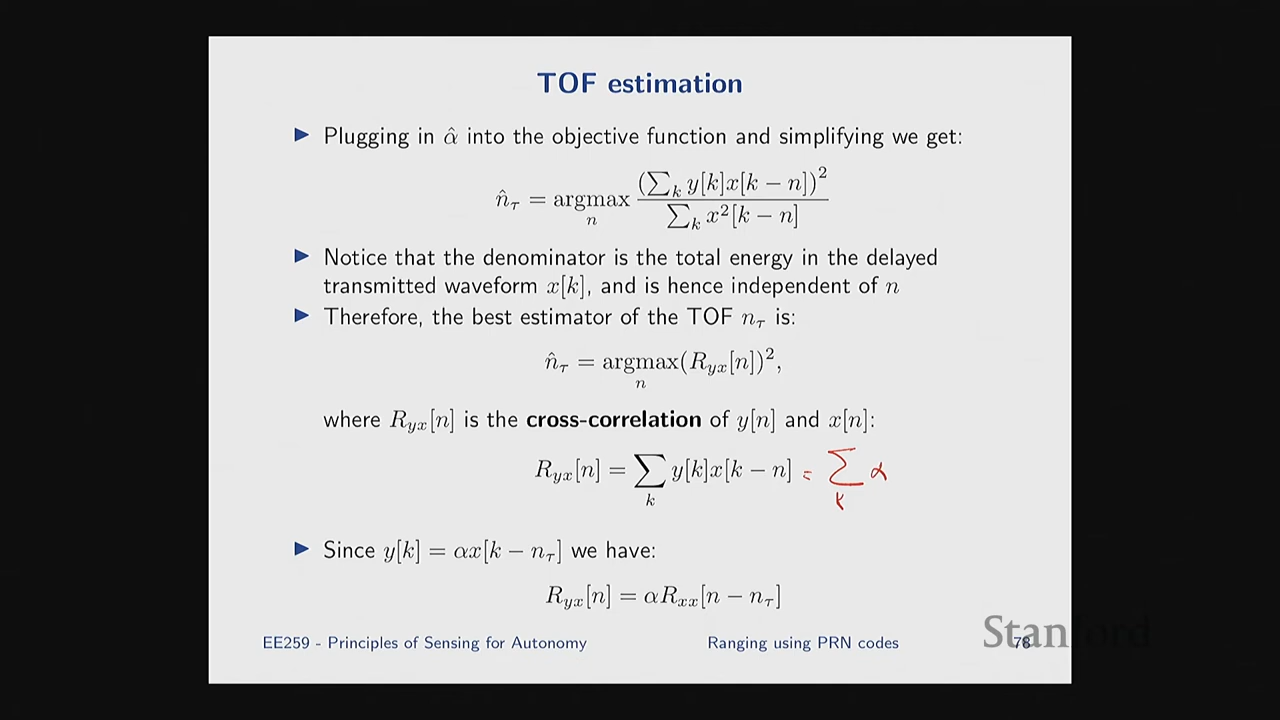 TOF estimation
▶ Plugging in α̂ into the objective function and simplifying we get:
n̂_τ = argmax_n (∑_k y[k]x[k − n])² / ∑_k x²[k − n]
▶ Notice that the denominator is the total energy in the delayed
transmitted waveform x[k], and is hence independent of n
▶ Therefore, the best estimator of the TOF n_τ is:
n̂_τ = argmax_n (R_yx[n])²,
where R_yx[n] is the cross-correlation of y[n] and x[n]:
R_yx[n] = ∑_k y[k]x[k − n] = ∑_k α
▶ Since y[k] = αx[k − n_τ] we have:
R_yx[n] = αR_xx[n − n_τ]
EE259 - Principles of Sensing for Autonomy Ranging using PRN codes 78
Stanford